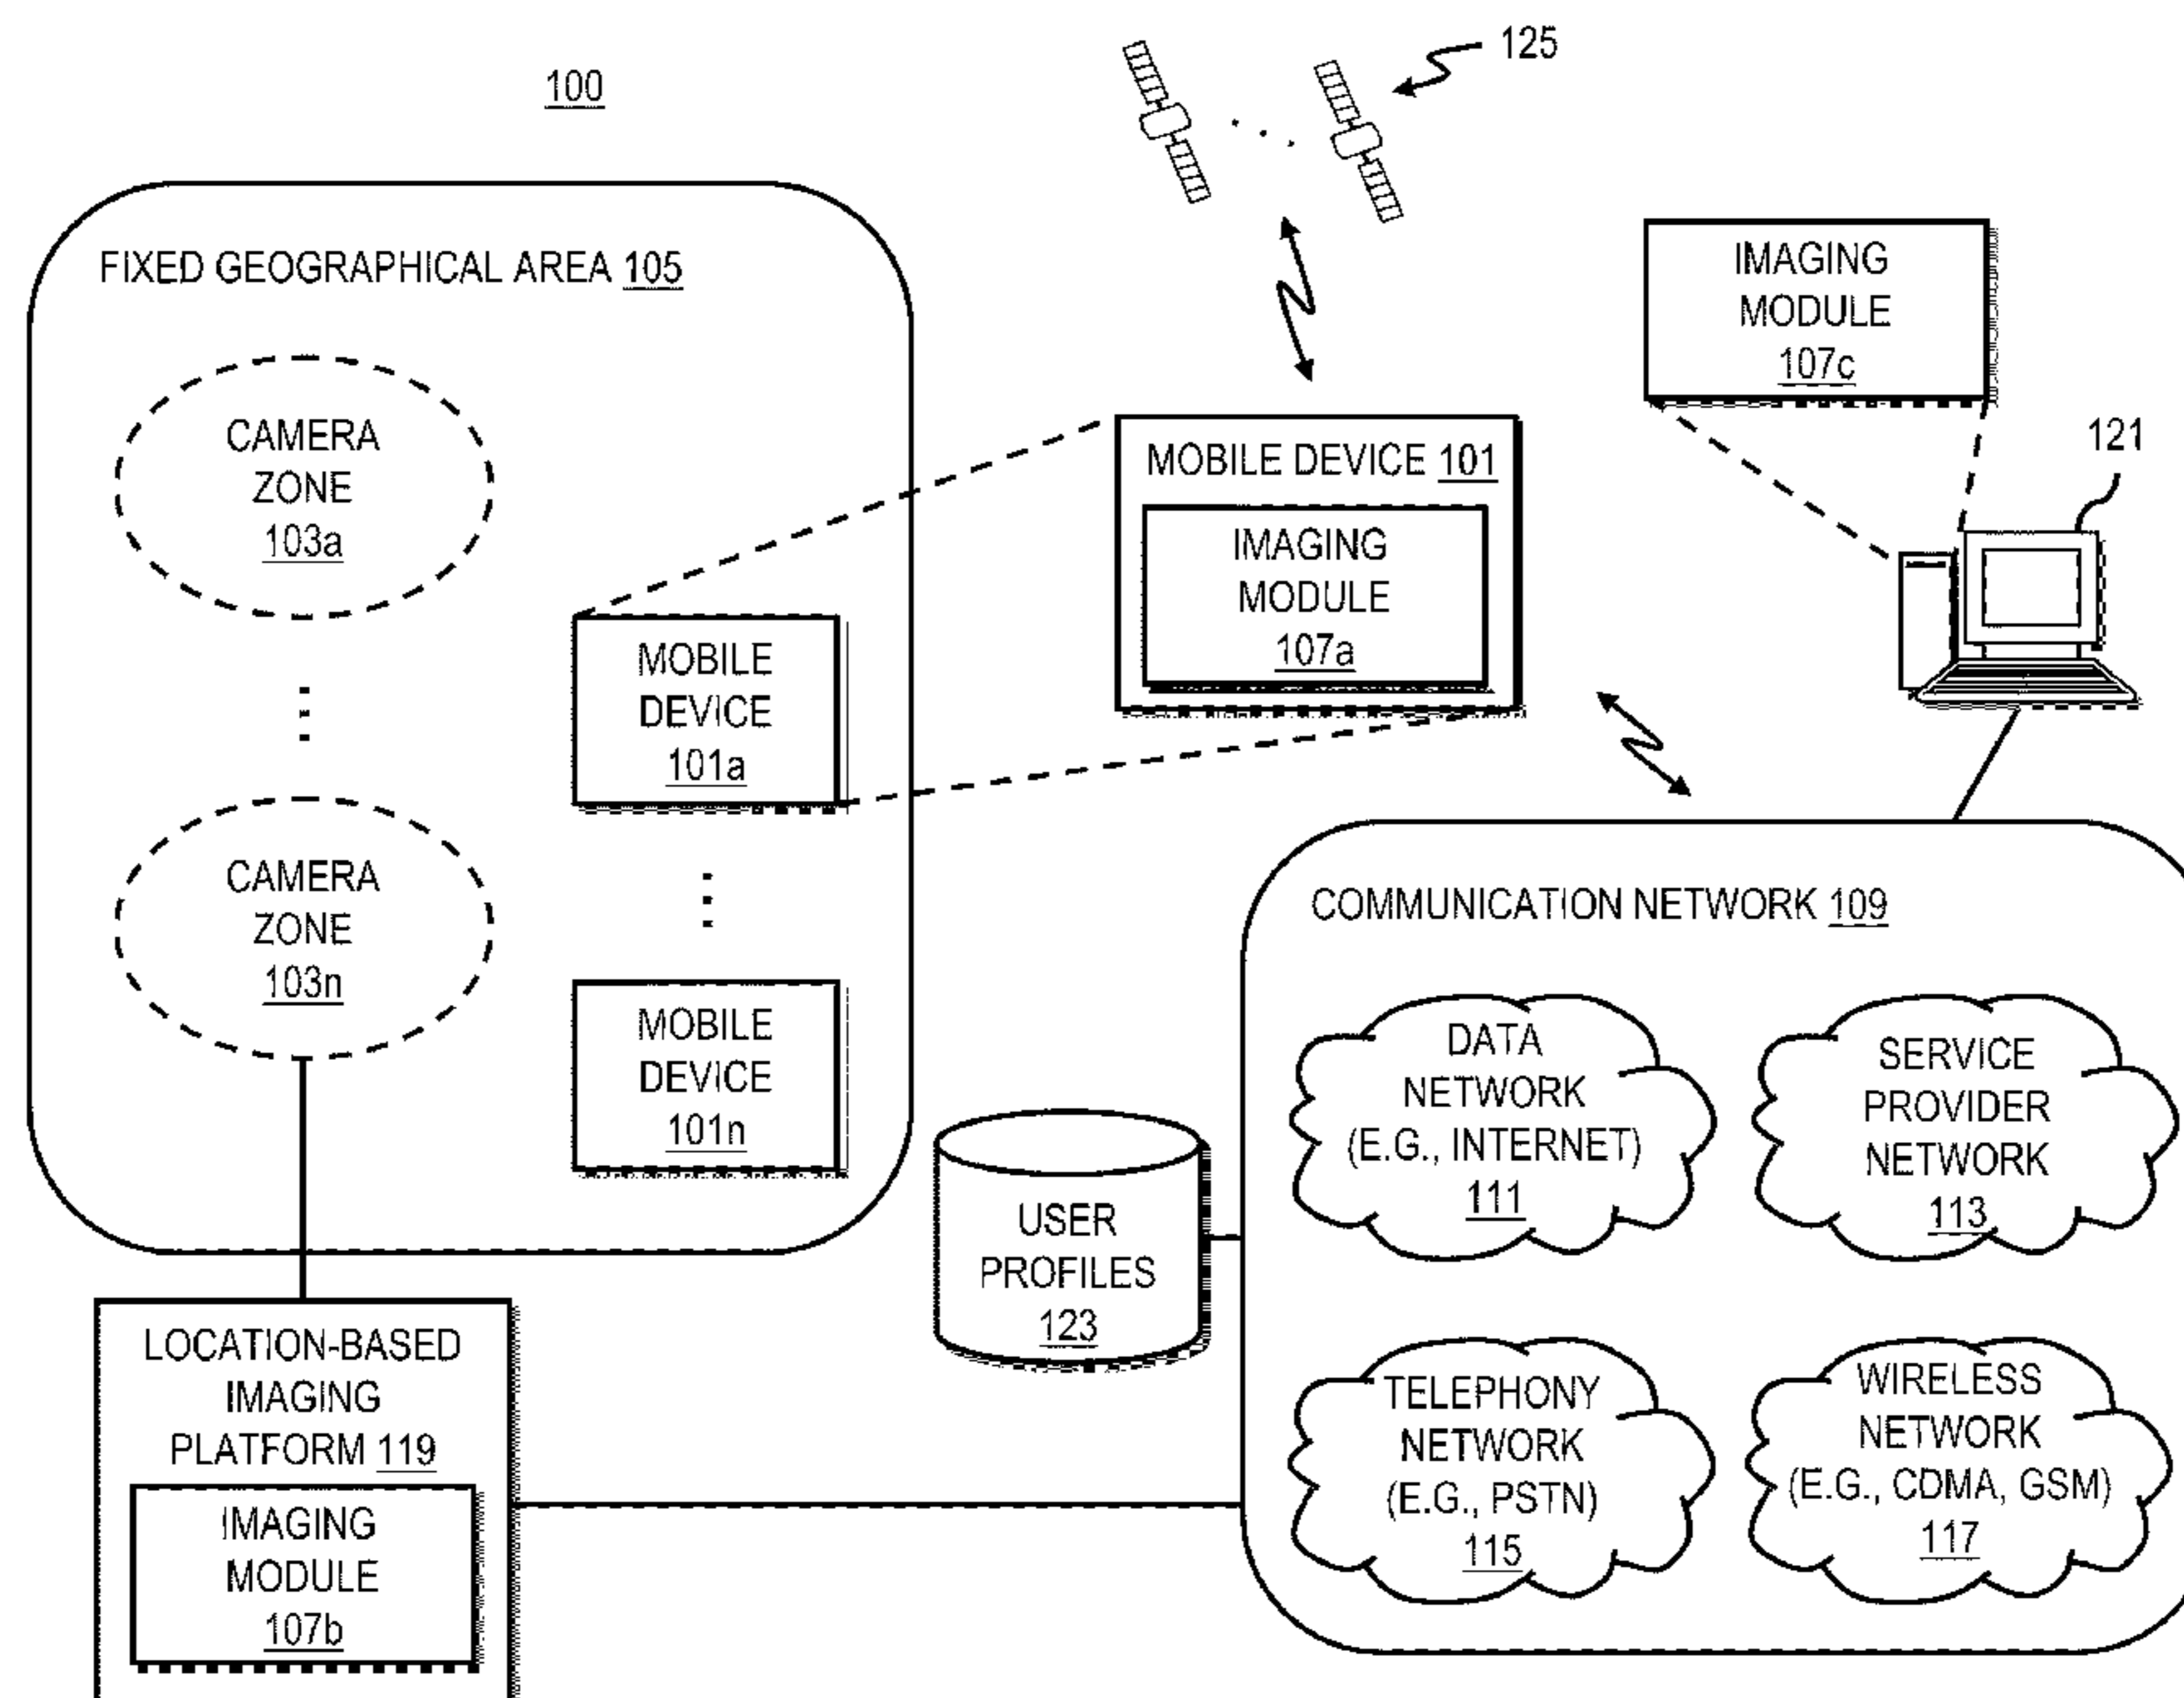 100
125
FIXED GEOGRAPHICAL AREA 105
CAMERA
ZONE
103a
MOBILE
DEVICE
101a
CAMERA
ZONE
103n
MOBILE
DEVICE
101n
MOBILE DEVICE 101
IMAGING
MODULE
107a
IMAGING
MODULE
107c
121
COMMUNICATION NETWORK 109
DATA
NETWORK
(E.G., INTERNET)
111
SERVICE
PROVIDER
NETWORK
113
TELEPHONY
NETWORK
(E.G., PSTN)
115
WIRELESS
NETWORK
(E.G., CDMA, GSM)
117
USER
PROFILES
123
LOCATION-BASED
IMAGING
PLATFORM 119
IMAGING
MODULE
107b